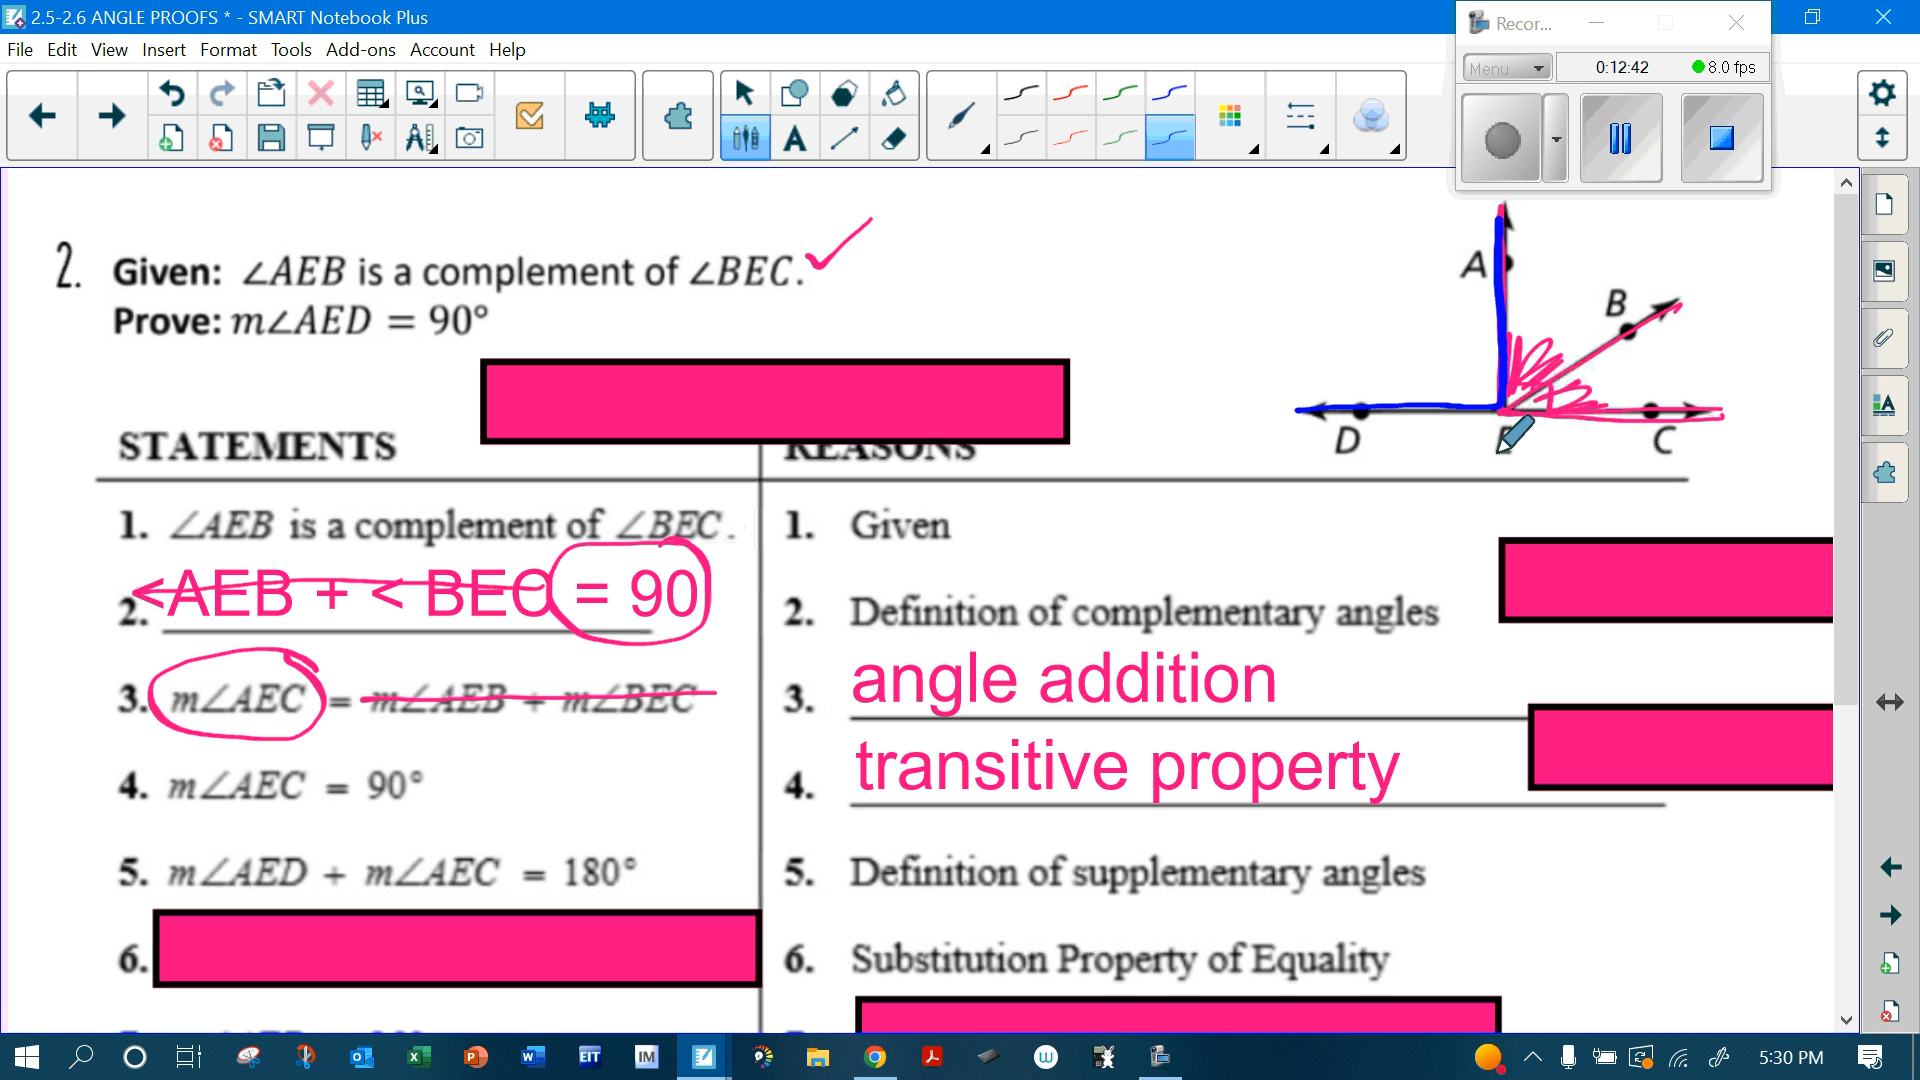 2.5-2.6 ANGLE PROOFS * - SMART Notebook Plus
Recor...
File Edit View Insert Format Tools Add-ons Account Help
Menu
0:12:42
8.0 fps
2. Given: ∠AEB is a complement of ∠BEC.
Prove: m∠AED = 90°
A
B
D
C
STATEMENTS
REASONS
1. ∠AEB is a complement of ∠BEC.
1. Given
2. <AEB + < BEC = 90
2. Definition of complementary angles
3. m∠AEC = m∠AEB + m∠BEC
3. angle addition
4. m∠AEC = 90°
4. transitive property
5. m∠AED + m∠AEC = 180°
5. Definition of supplementary angles
6.
6. Substitution Property of Equality
EIT
IM
5:30 PM